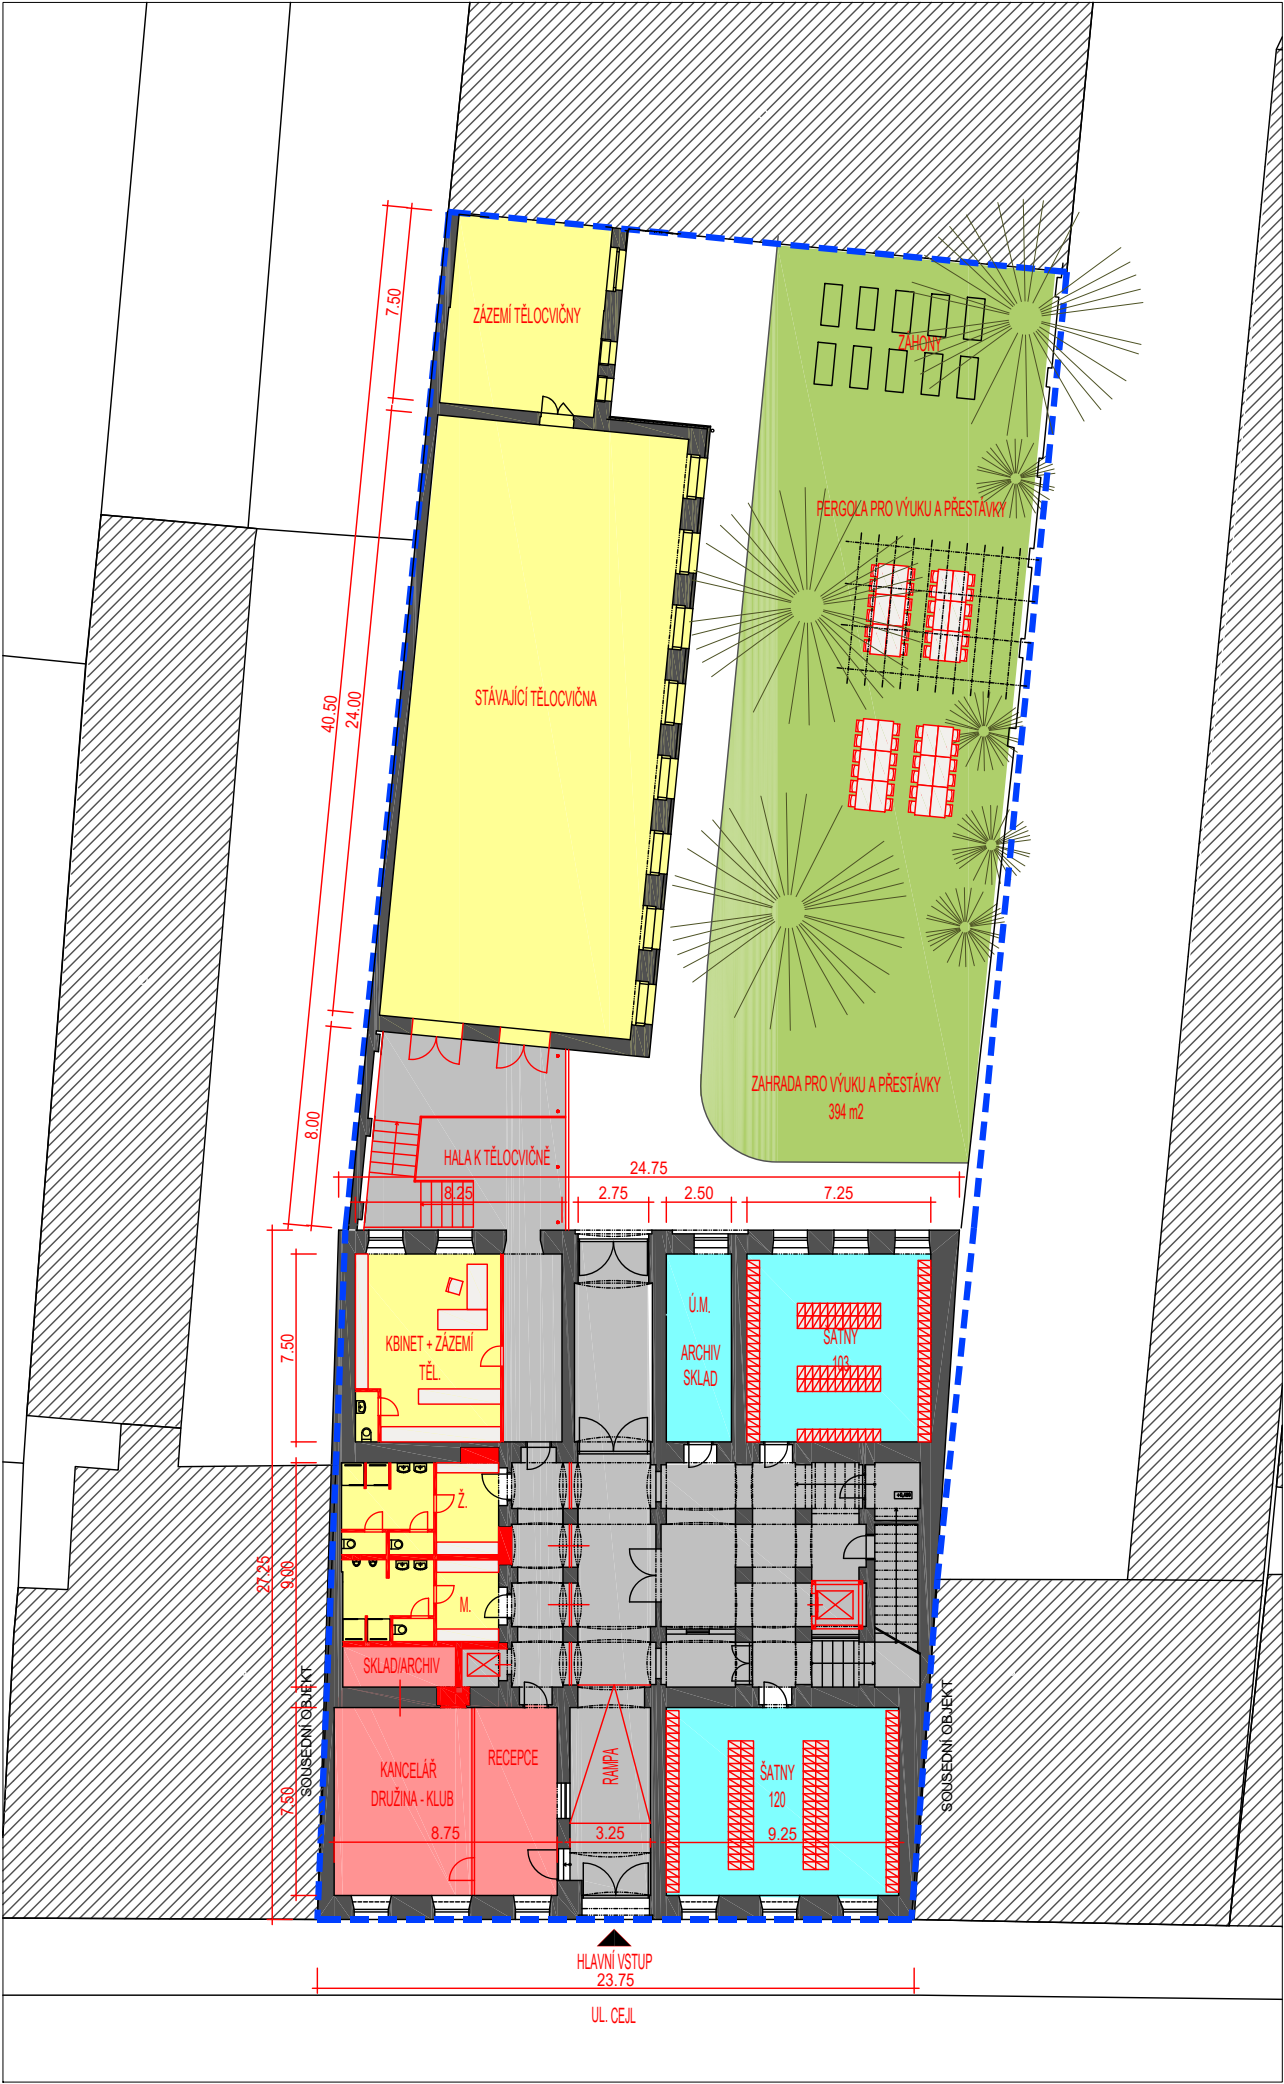 7.50
ZÁZEMÍ TĚLOCVIČNY
ZÁHONY
PERGOLA PRO VÝUKU A PŘESTÁVKY
40.50
24.00
STÁVAJÍCÍ TĚLOCVIČNA
ZAHRADA PRO VÝUKU A PŘESTÁVKY
394 m2
8.00
HALA K TĚLOCVIČNĚ
24.75
8.25
2.75
2.50
7.25
7.50
KBINET + ZÁZEMÍ
TĚL.
Ú.M.
ARCHIV
SKLAD
ŠATNY
103
Ž.
27.25
9.00
M.
SKLAD/ARCHIV
SOUSEDNÍ OBJEKT
SOUSEDNÍ OBJEKT
7.50
KANCELÁŘ
DRUŽINA - KLUB
RECEPCE
RAMPA
ŠATNY
120
8.75
3.25
9.25
HLAVNÍ VSTUP
23.75
UL. CEJL